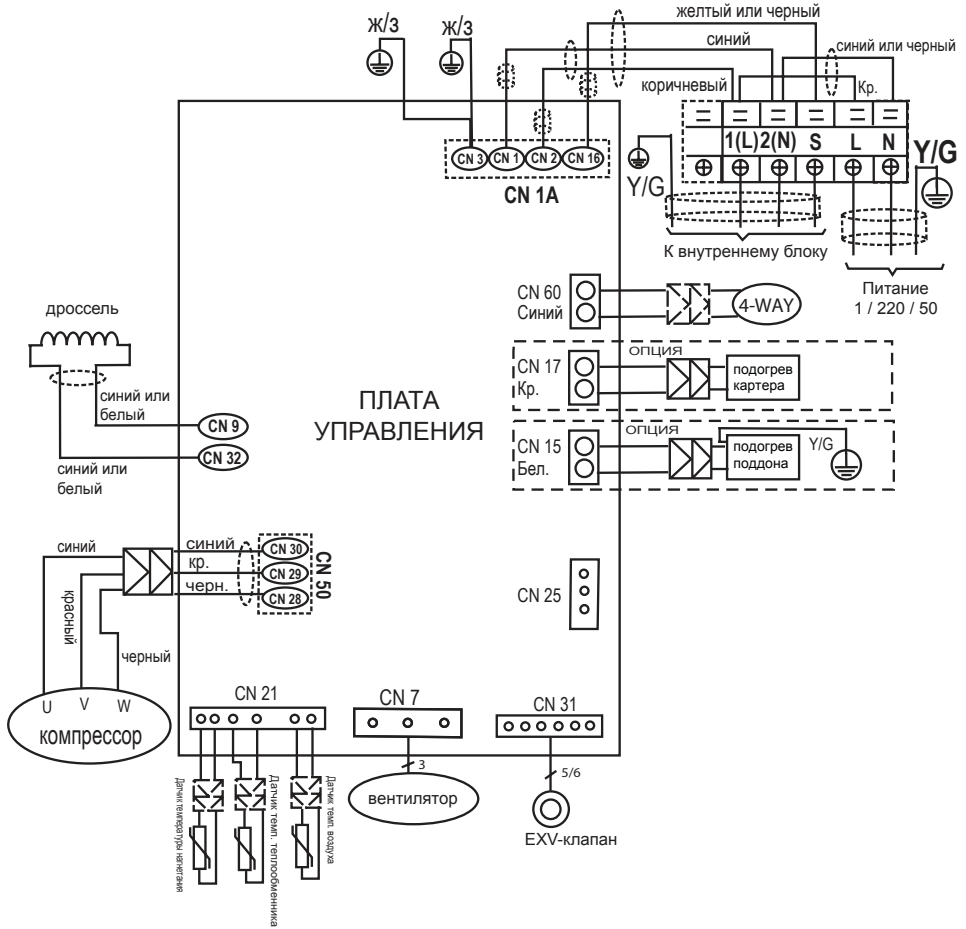 желтый или черный
Ж/З
Ж/З
синий
синий или черный
коричневый
Кр.
1(L) 2(N) S L N
Y/G
Y/G
CN 3 CN 1 CN 2 CN 16
CN 1A
К внутреннему блоку
Питание
1 / 220 / 50
CN 60
Синий
4-WAY
дроссель
опция
CN 17
Кр.
подогрев
картера
синий или
белый
CN 9
ПЛАТА
УПРАВЛЕНИЯ
опция
CN 15
Бел.
подогрев
поддона
Y/G
CN 32
синий или
белый
синий
синий
кр.
черн.
CN 30
CN 29
CN 28
CN 50
CN 25
красный
черный
U V W
компрессор
CN 21
CN 7
CN 31
3
5/6
вентилятор
EXV-клапан
Датчик температуры нагнетания
Датчик темп. теплообменника
Датчик темп. воздуха